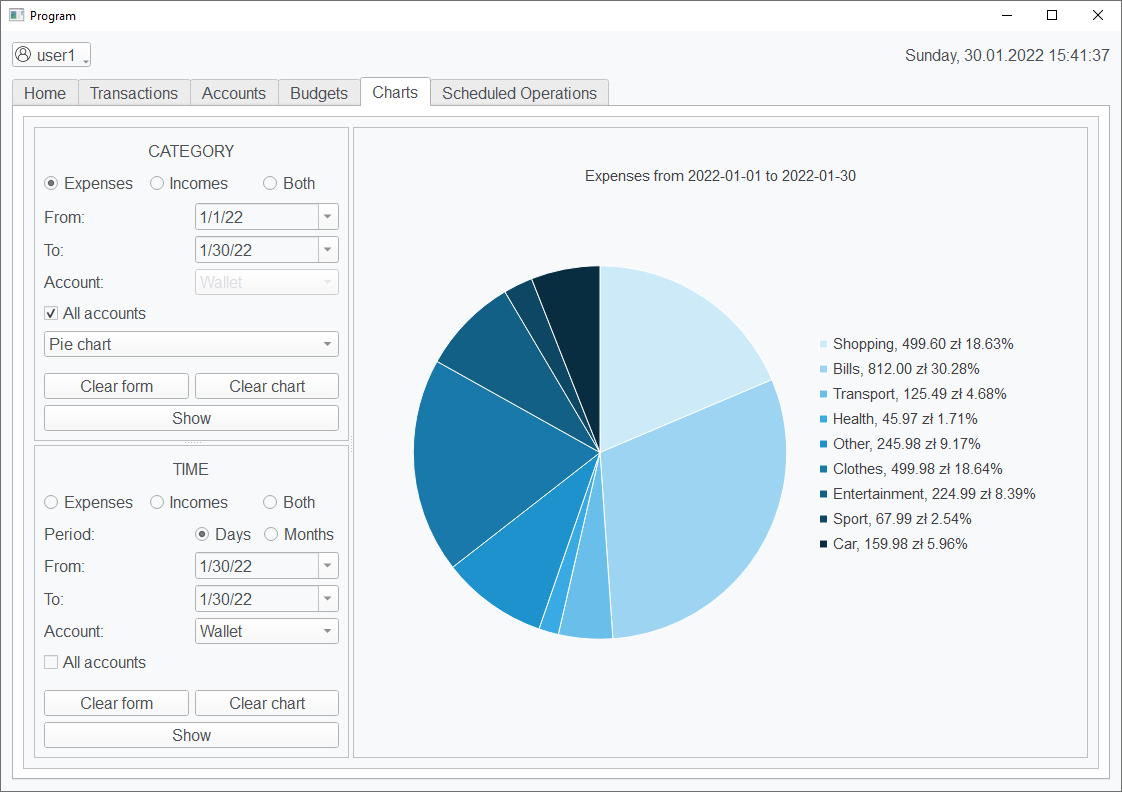 Program
user1
Sunday, 30.01.2022 15:41:37
Home Transactions Accounts Budgets Charts Scheduled Operations
CATEGORY
Expenses Incomes Both
From: 1/1/22
To: 1/30/22
Account: Wallet
All accounts
Pie chart
Clear form Clear chart
Show
TIME
Expenses Incomes Both
Period: Days Months
From: 1/30/22
To: 1/30/22
Account: Wallet
All accounts
Clear form Clear chart
Show
Expenses from 2022-01-01 to 2022-01-30
Shopping, 499.60 zł 18.63%
Bills, 812.00 zł 30.28%
Transport, 125.49 zł 4.68%
Health, 45.97 zł 1.71%
Other, 245.98 zł 9.17%
Clothes, 499.98 zł 18.64%
Entertainment, 224.99 zł 8.39%
Sport, 67.99 zł 2.54%
Car, 159.98 zł 5.96%